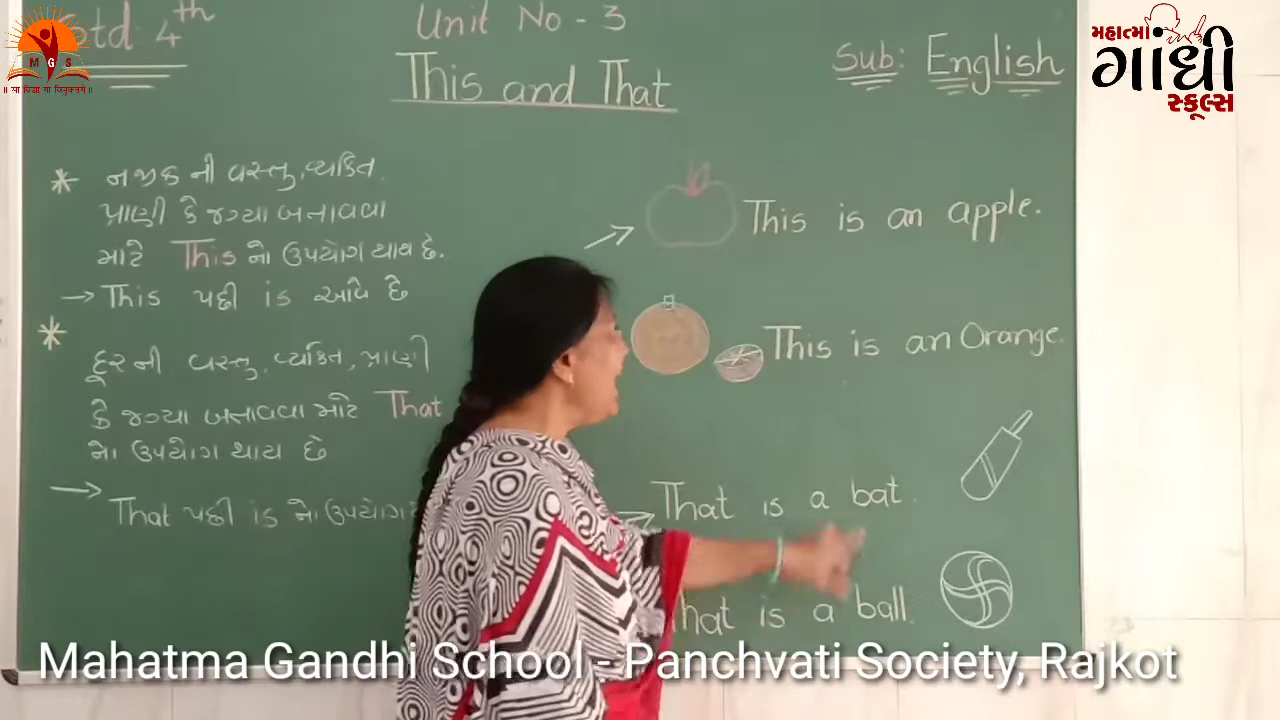 Std: 4th
Unit No - 3
This and That
Sub: English
M G S
॥ सा विद्या या विमुक्तये ॥
મહાત્મા
ગાંધી
સ્કૂલ્સ
* નજીક ની વસ્તુ, વ્યકિત
પ્રાણી કે જગ્યા બતાવવા
માટે This નો ઉપયોગ થાય છે.
→ This પછી is આવે છે
* દૂર ની વસ્તુ, વ્યકિત, પ્રાણી
કે જગ્યા બતાવવા માટે That
નો ઉપયોગ થાય છે
→ That પછી is નો ઉપયોગ
→ This is an apple.
This is an Orange.
→ That is a bat.
That is a ball.
Mahatma Gandhi School - Panchvati Society, Rajkot